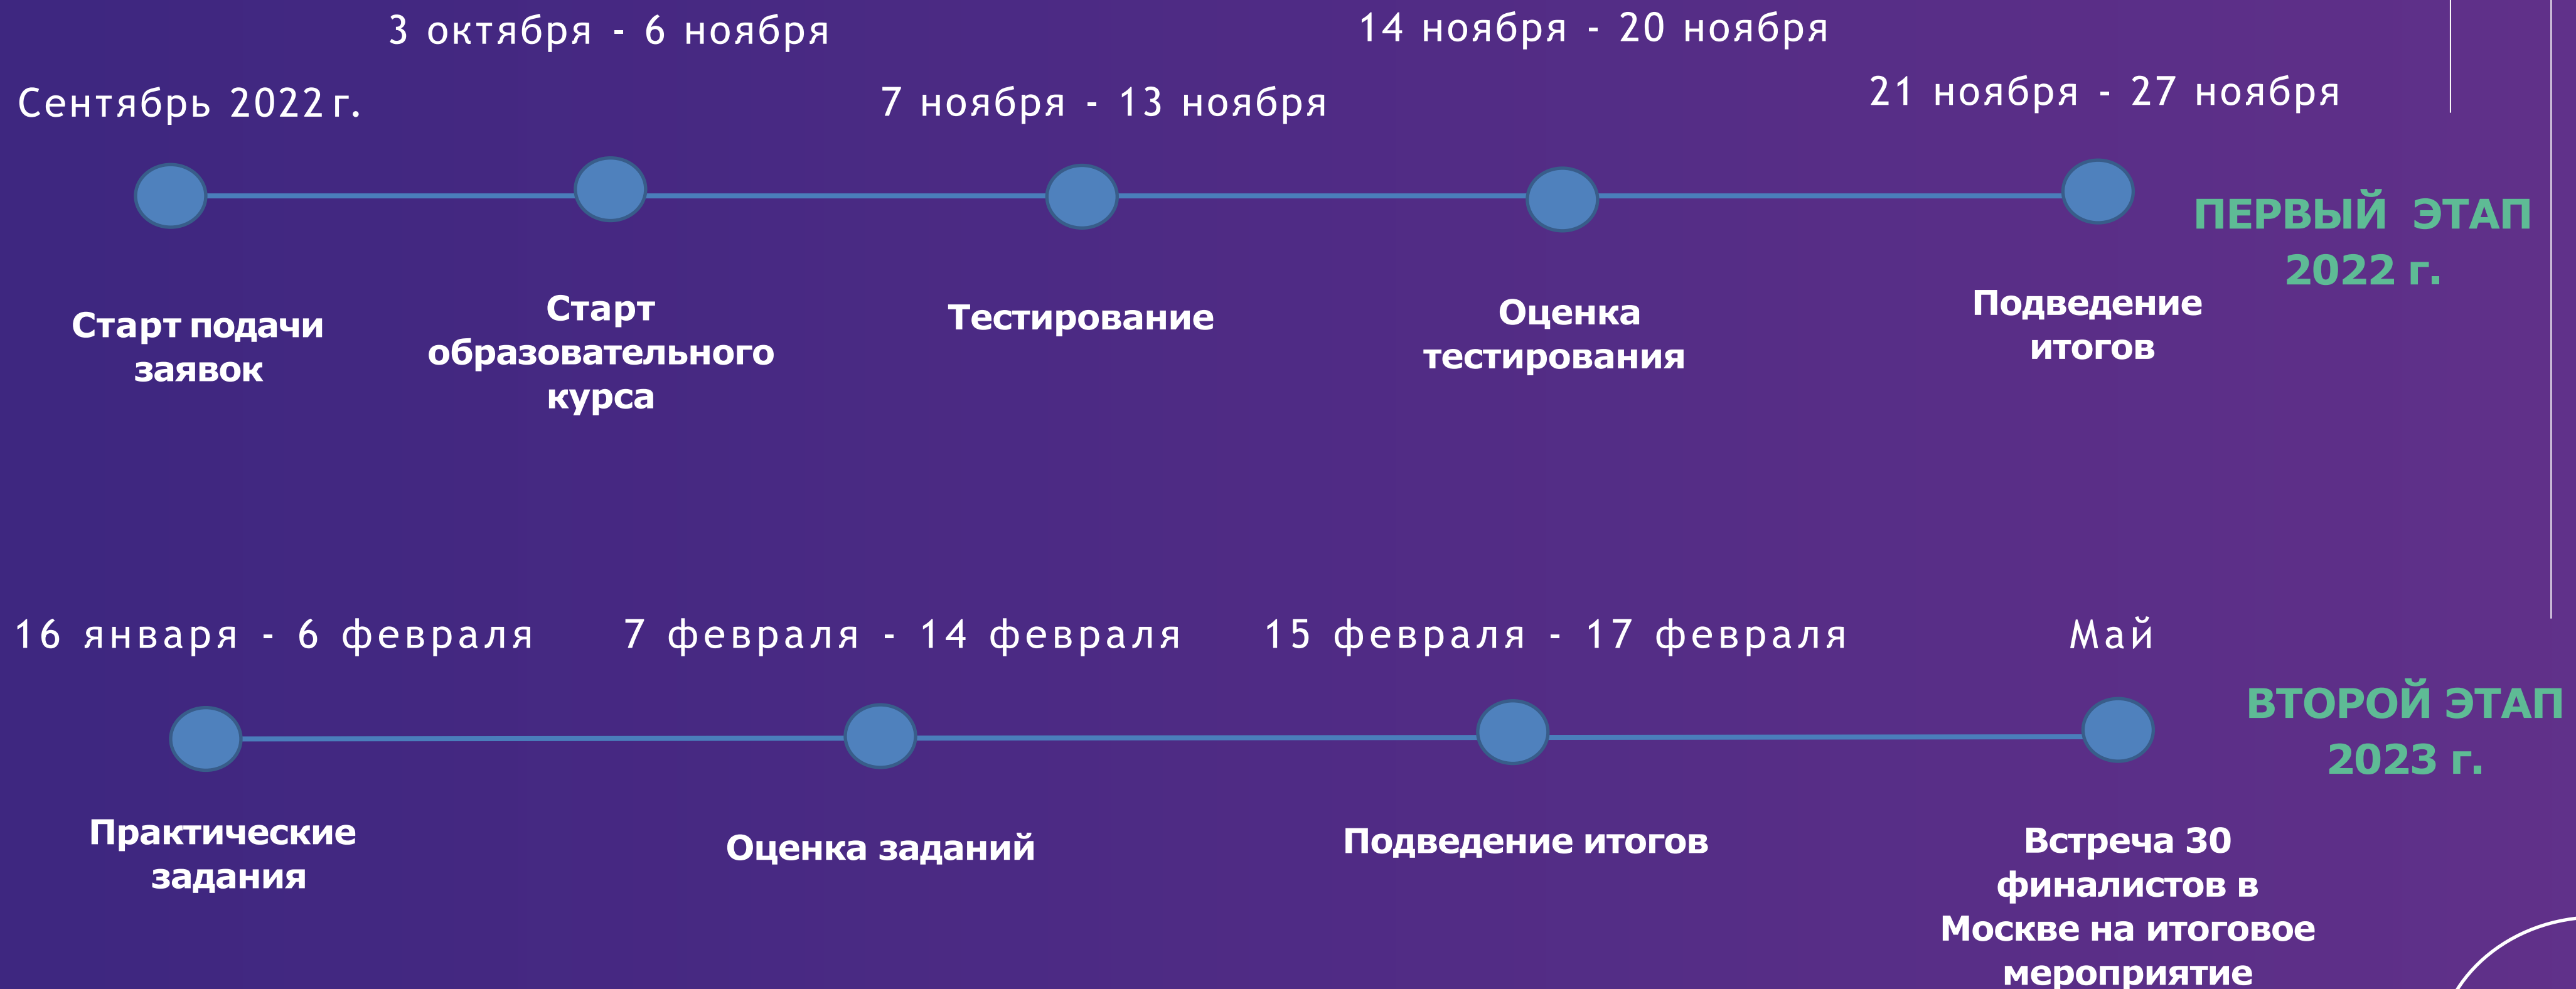 3 октября - 6 ноября
14 ноября - 20 ноября
Сентябрь 2022 г.
7 ноября - 13 ноября
21 ноября - 27 ноября
ПЕРВЫЙ ЭТАП
2022 г.
Старт подачи
заявок
Старт
образовательного
курса
Тестирование
Оценка
тестирования
Подведение
итогов
16 января - 6 февраля
7 февраля - 14 февраля
15 февраля - 17 февраля
Май
ВТОРОЙ ЭТАП
2023 г.
Практические
задания
Оценка заданий
Подведение итогов
Встреча 30
финалистов в
Москве на итоговое
мероприятие